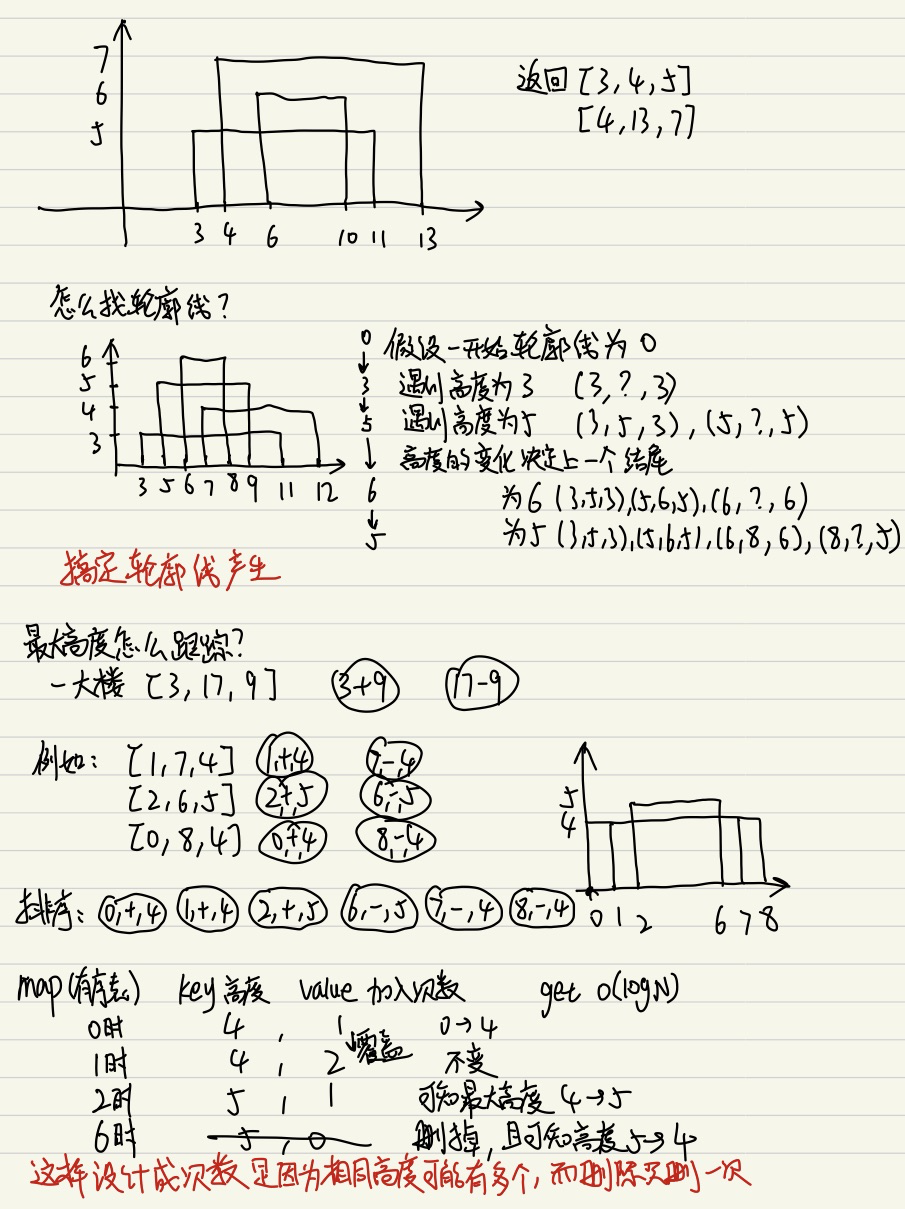 7
6
5
3 4 6 10 11 13
返回 [3,4,5]
[4,13,7]
怎么找轮廓线?
6
5
4
3
3 5 6 7 8 9 11 12
0 假设一开始轮廓线为 0
3 遇到高度为3 (3,?,3)
5 遇到高度为5 (3,5,3),(5,?,5)
高度的变化决定上一个结尾
6 为6 (3,5,3),(5,6,5),(6,?,6)
5 为5 (3,5,3),(5,6,5),(6,8,6),(8,?,5)
搞定轮廓线产生
最大高度怎么跟踪?
一大楼 [3,17,9] 3+9 17-9
例如: [1,7,4] 1,+,4 7,-,4
[2,6,5] 2,+,5 6,-,5
[0,8,4] 0,+,4 8,-,4
5
4
0 1 2 6 7 8
排序: 0,+,4 1,+,4 2,+,5 6,-,5 7,-,4 8,-,4
map(有序表) key 高度 value 加入次数 get O(logN)
0时 4 , 1 0→4
1时 4 , 2 覆盖 不变
2时 5 , 1 可知最大高度 4→5
6时 5 , 0 删掉,且可知高度 5→4
这样设计成次数是因为相同高度可能有多个,而删除只删一次